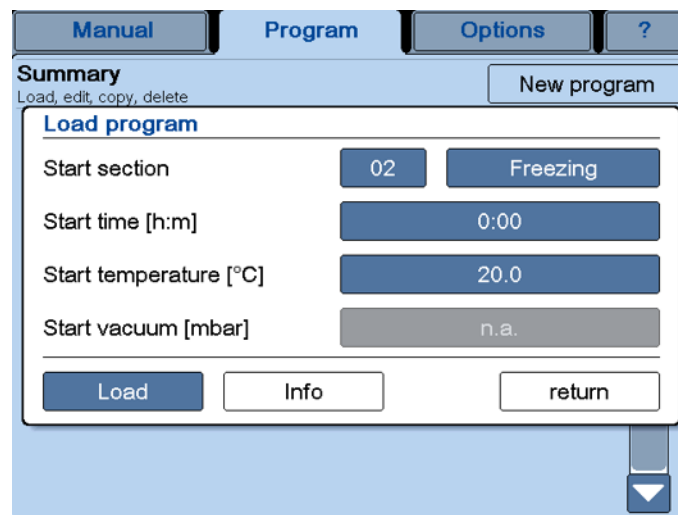 Manual Program Options ?
Summary
Load, edit, copy, delete
New program
Load program
Start section 02 Freezing
Start time [h:m] 0:00
Start temperature [°C] 20.0
Start vacuum [mbar] n.a.
Load Info return